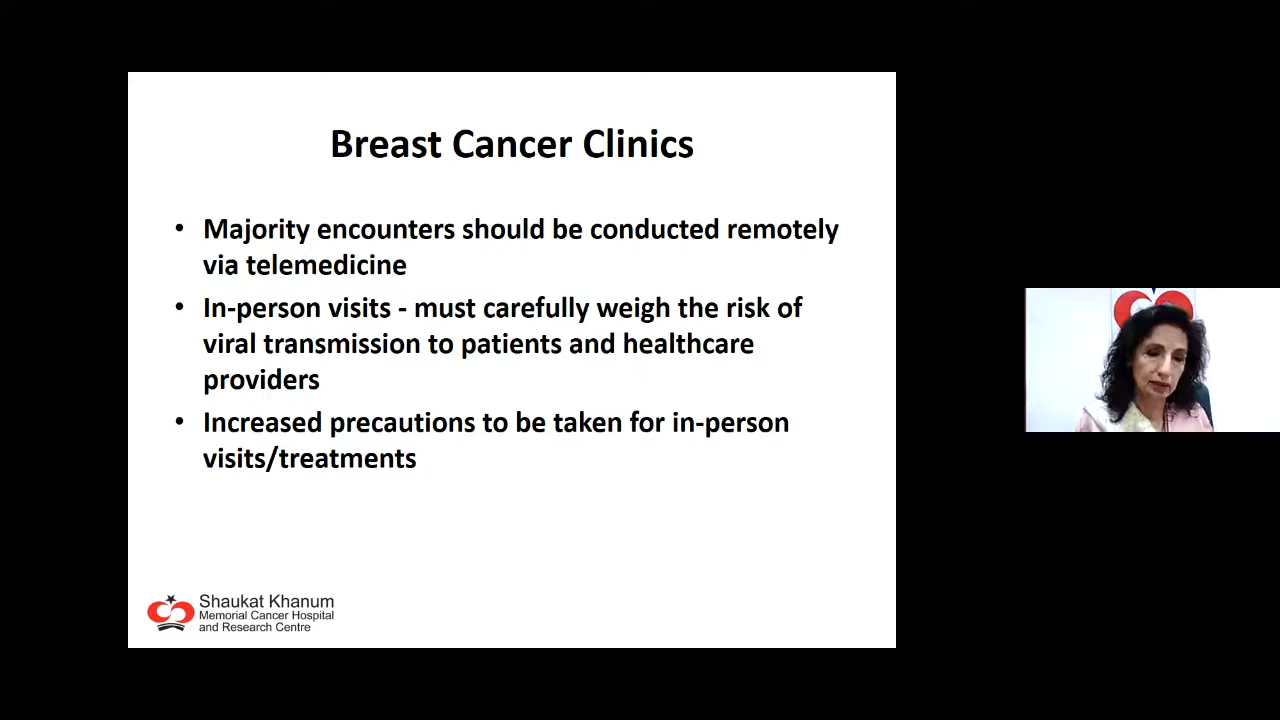 Breast Cancer Clinics
• Majority encounters should be conducted remotely
via telemedicine
• In-person visits - must carefully weigh the risk of
viral transmission to patients and healthcare
providers
• Increased precautions to be taken for in-person
visits/treatments
Shaukat Khanum
Memorial Cancer Hospital
and Research Centre